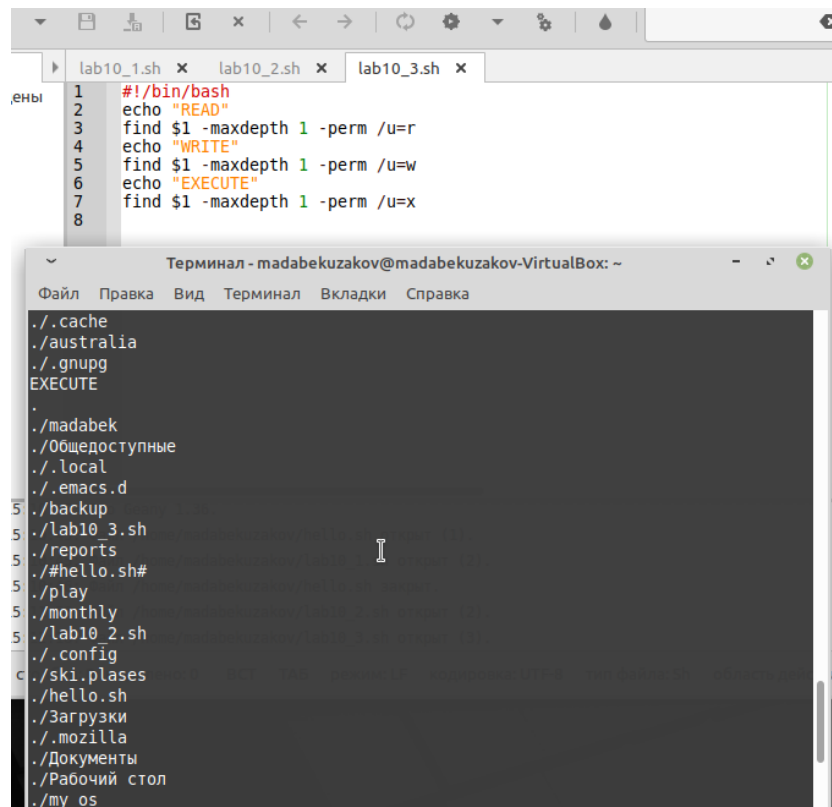 lab10_1.sh × lab10_2.sh × lab10_3.sh ×
ены
1 #!/bin/bash
2 echo "READ"
3 find $1 -maxdepth 1 -perm /u=r
4 echo "WRITE"
5 find $1 -maxdepth 1 -perm /u=w
6 echo "EXECUTE"
7 find $1 -maxdepth 1 -perm /u=x
8
Терминал - madabekuzakov@madabekuzakov-VirtualBox: ~
Файл Правка Вид Терминал Вкладки Справка
./.cache
./australia
./.gnupg
EXECUTE
.
./madabek
./Общедоступные
./.local
./.emacs.d
./backup
./lab10_3.sh
./reports
./#hello.sh#
./play
./monthly
./lab10_2.sh
./.config
./ski.plases
./hello.sh
./Загрузки
./.mozilla
./Документы
./Рабочий стол
./my_os